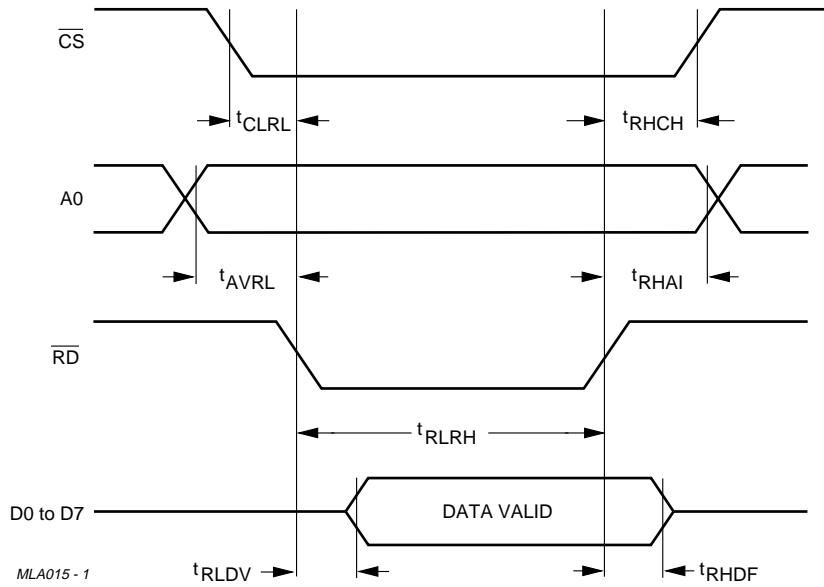 CS
tCLRL
tRHCH
A0
tAVRL
tRHAI
RD
tRLRH
D0 to D7
DATA VALID
MLA015 - 1
tRLDV
tRHDF